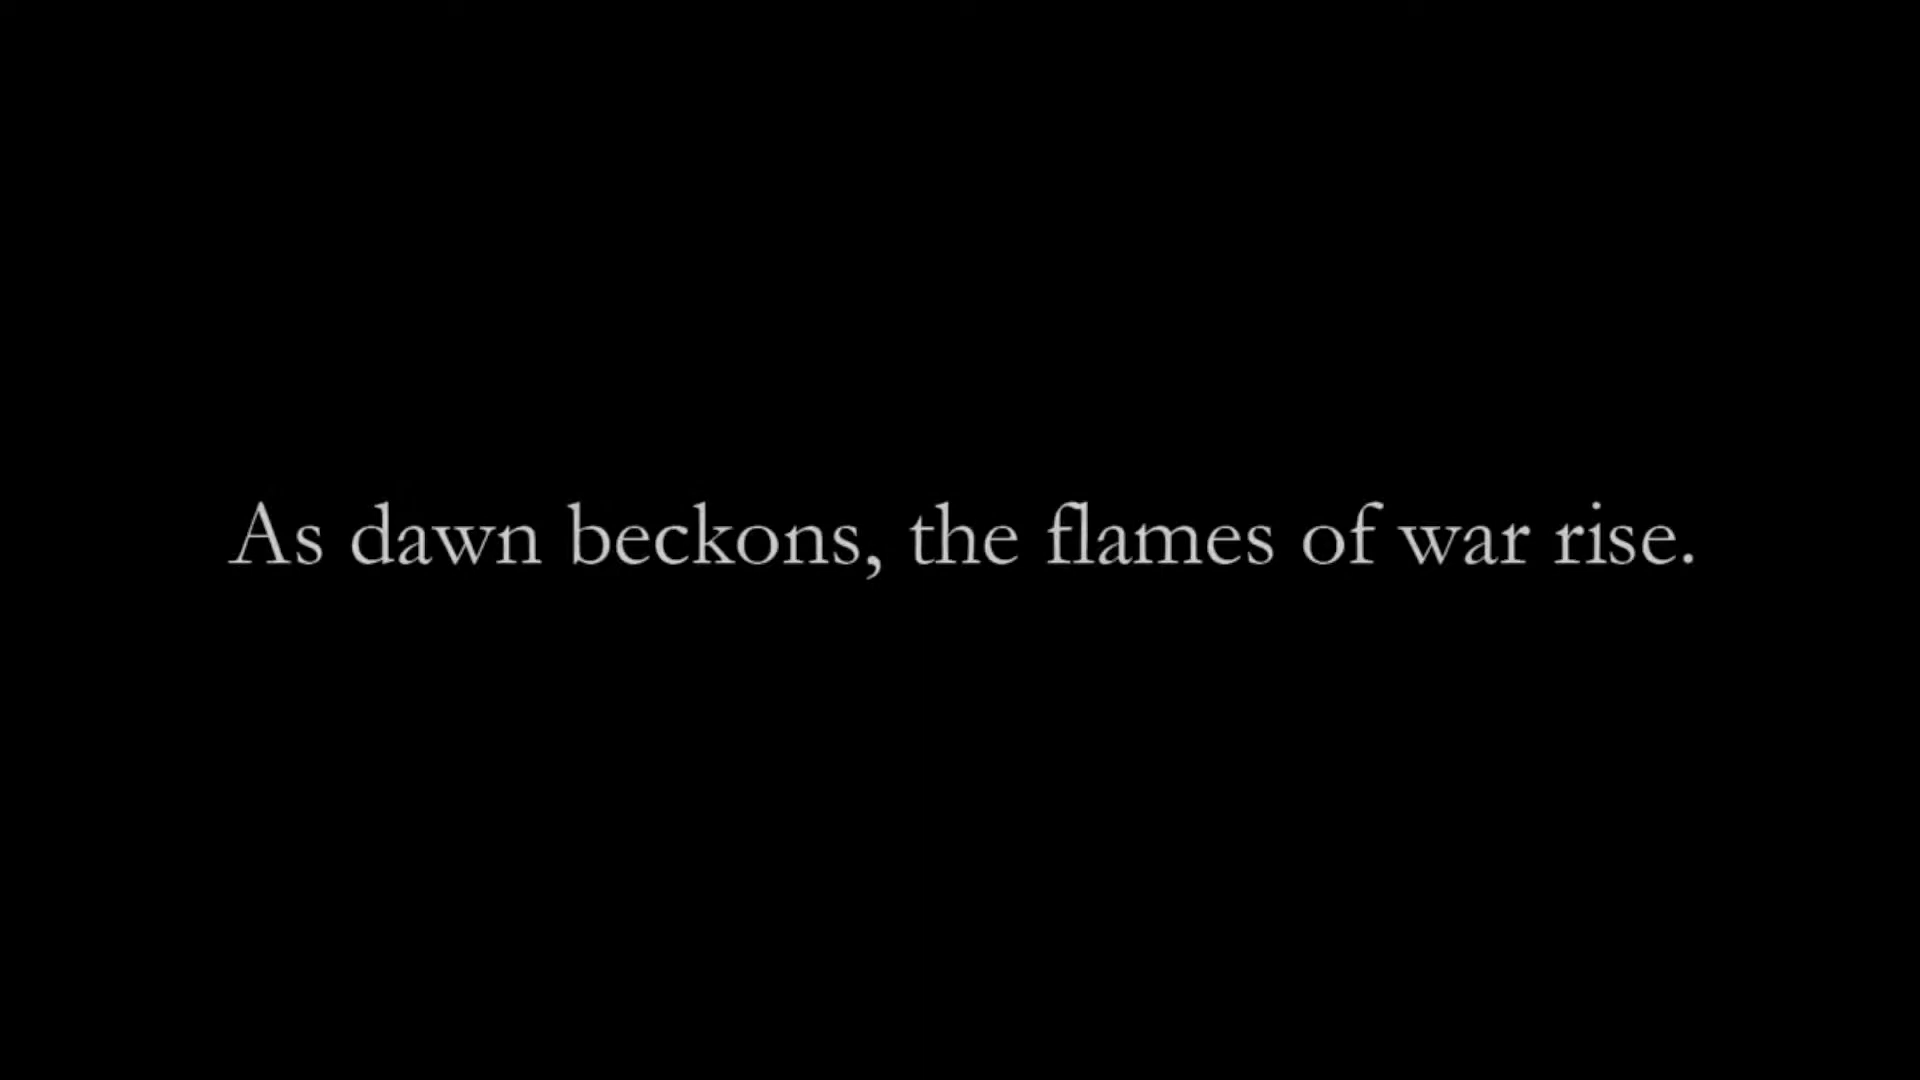 As dawn beckons, the flames of war rise.